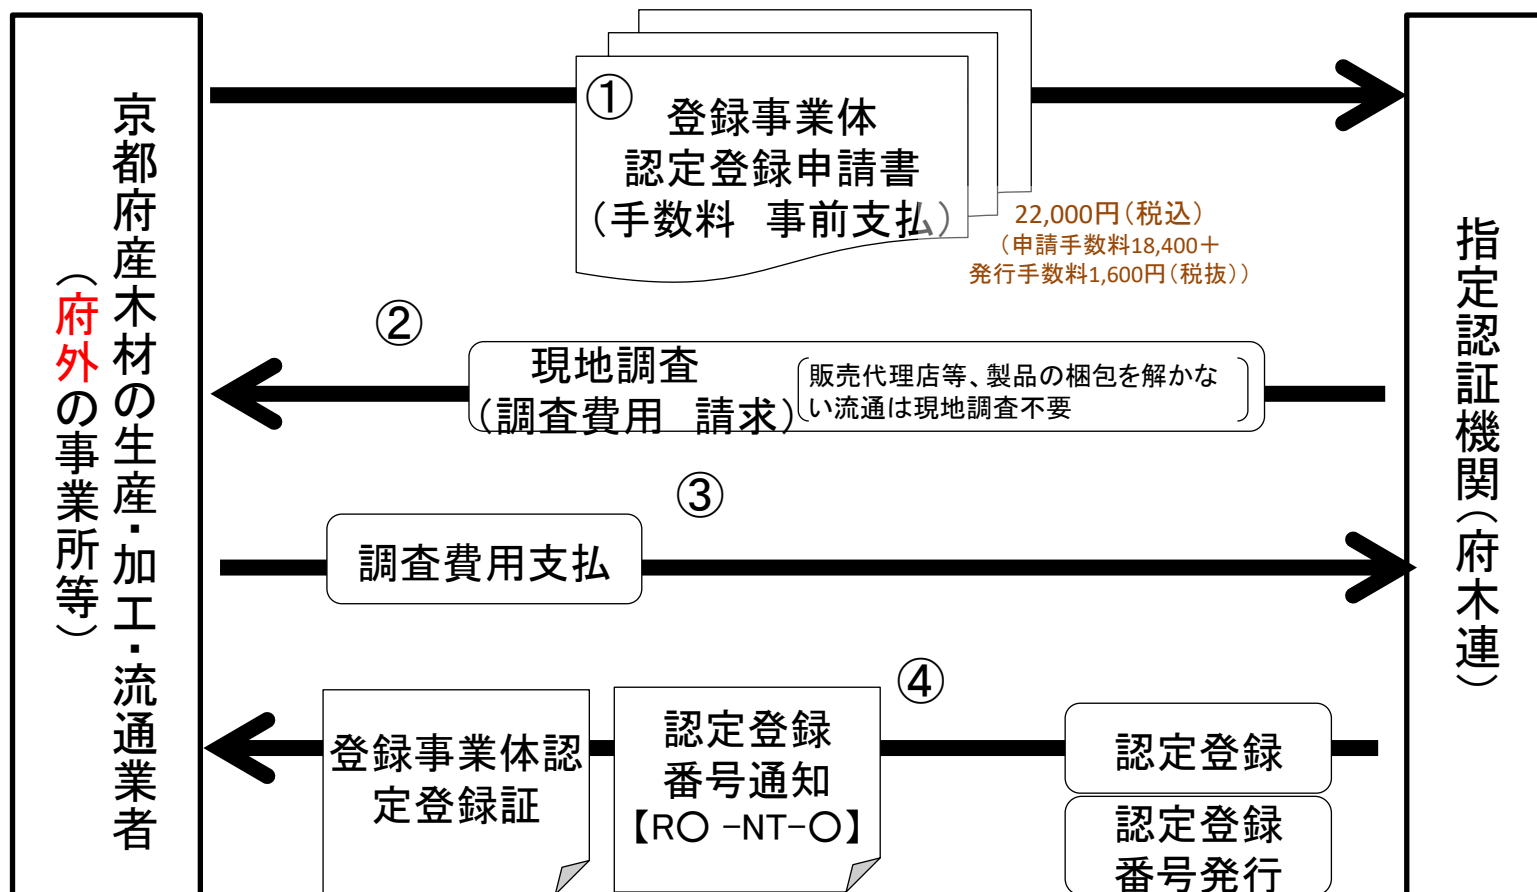 京都府産木材の生産・加工・流通業者
（府外の事業所等）
①
登録事業体
認定登録申請書
（手数料　事前支払）
22,000円（税込）
（申請手数料18,400＋
発行手数料1,600円（税抜））
②
現地調査
（調査費用　請求）
販売代理店等、製品の梱包を解かな
い流通は現地調査不要
③
調査費用支払
④
登録事業体認
定登録証
認定登録
番号通知
【R〇 -NT-〇】
認定登録
認定登録
番号発行
指定認証機関（府木連）